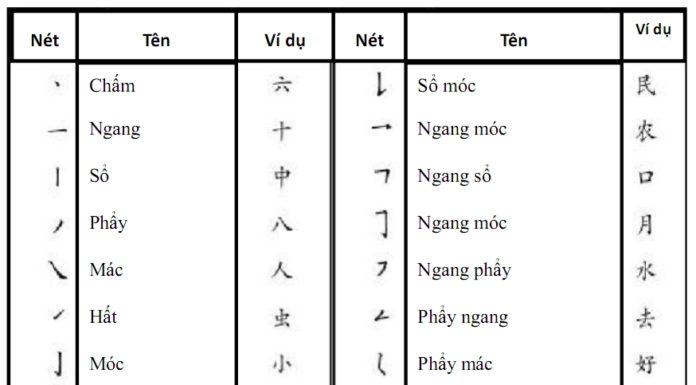 Nét Tên Ví dụ Nét Tên Ví dụ
丶 Chấm 六 𠄌 Sổ móc 民
一 Ngang 十 乛 Ngang móc 农
丨 Sổ 中 𠃍 Ngang sổ 口
丿 Phẩy 八 𠃌 Ngang móc 月
㇏ Mác 人 ㇇ Ngang phẩy 水
㇀ Hất 虫 𠃋 Phẩy ngang 去
亅 Móc 小 𡿨 Phẩy mác 好